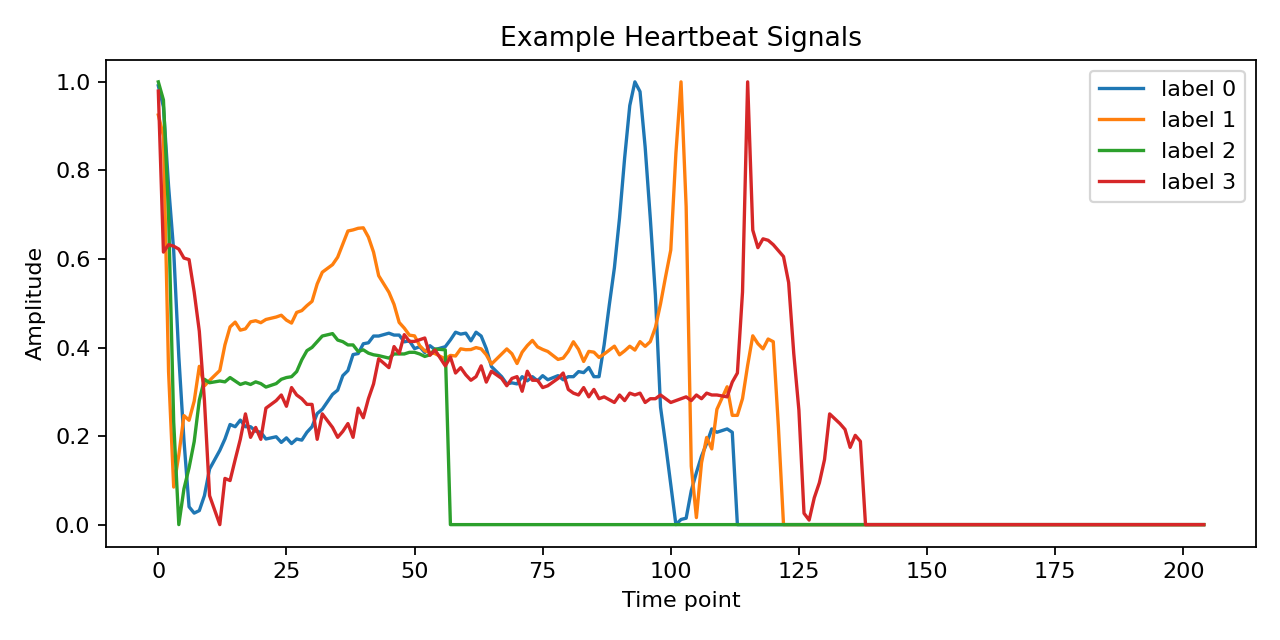 Example Heartbeat Signals
label 0
label 1
label 2
label 3
1.0
0.8
0.6
0.4
0.2
0.0
Amplitude
0 25 50 75 100 125 150 175 200
Time point